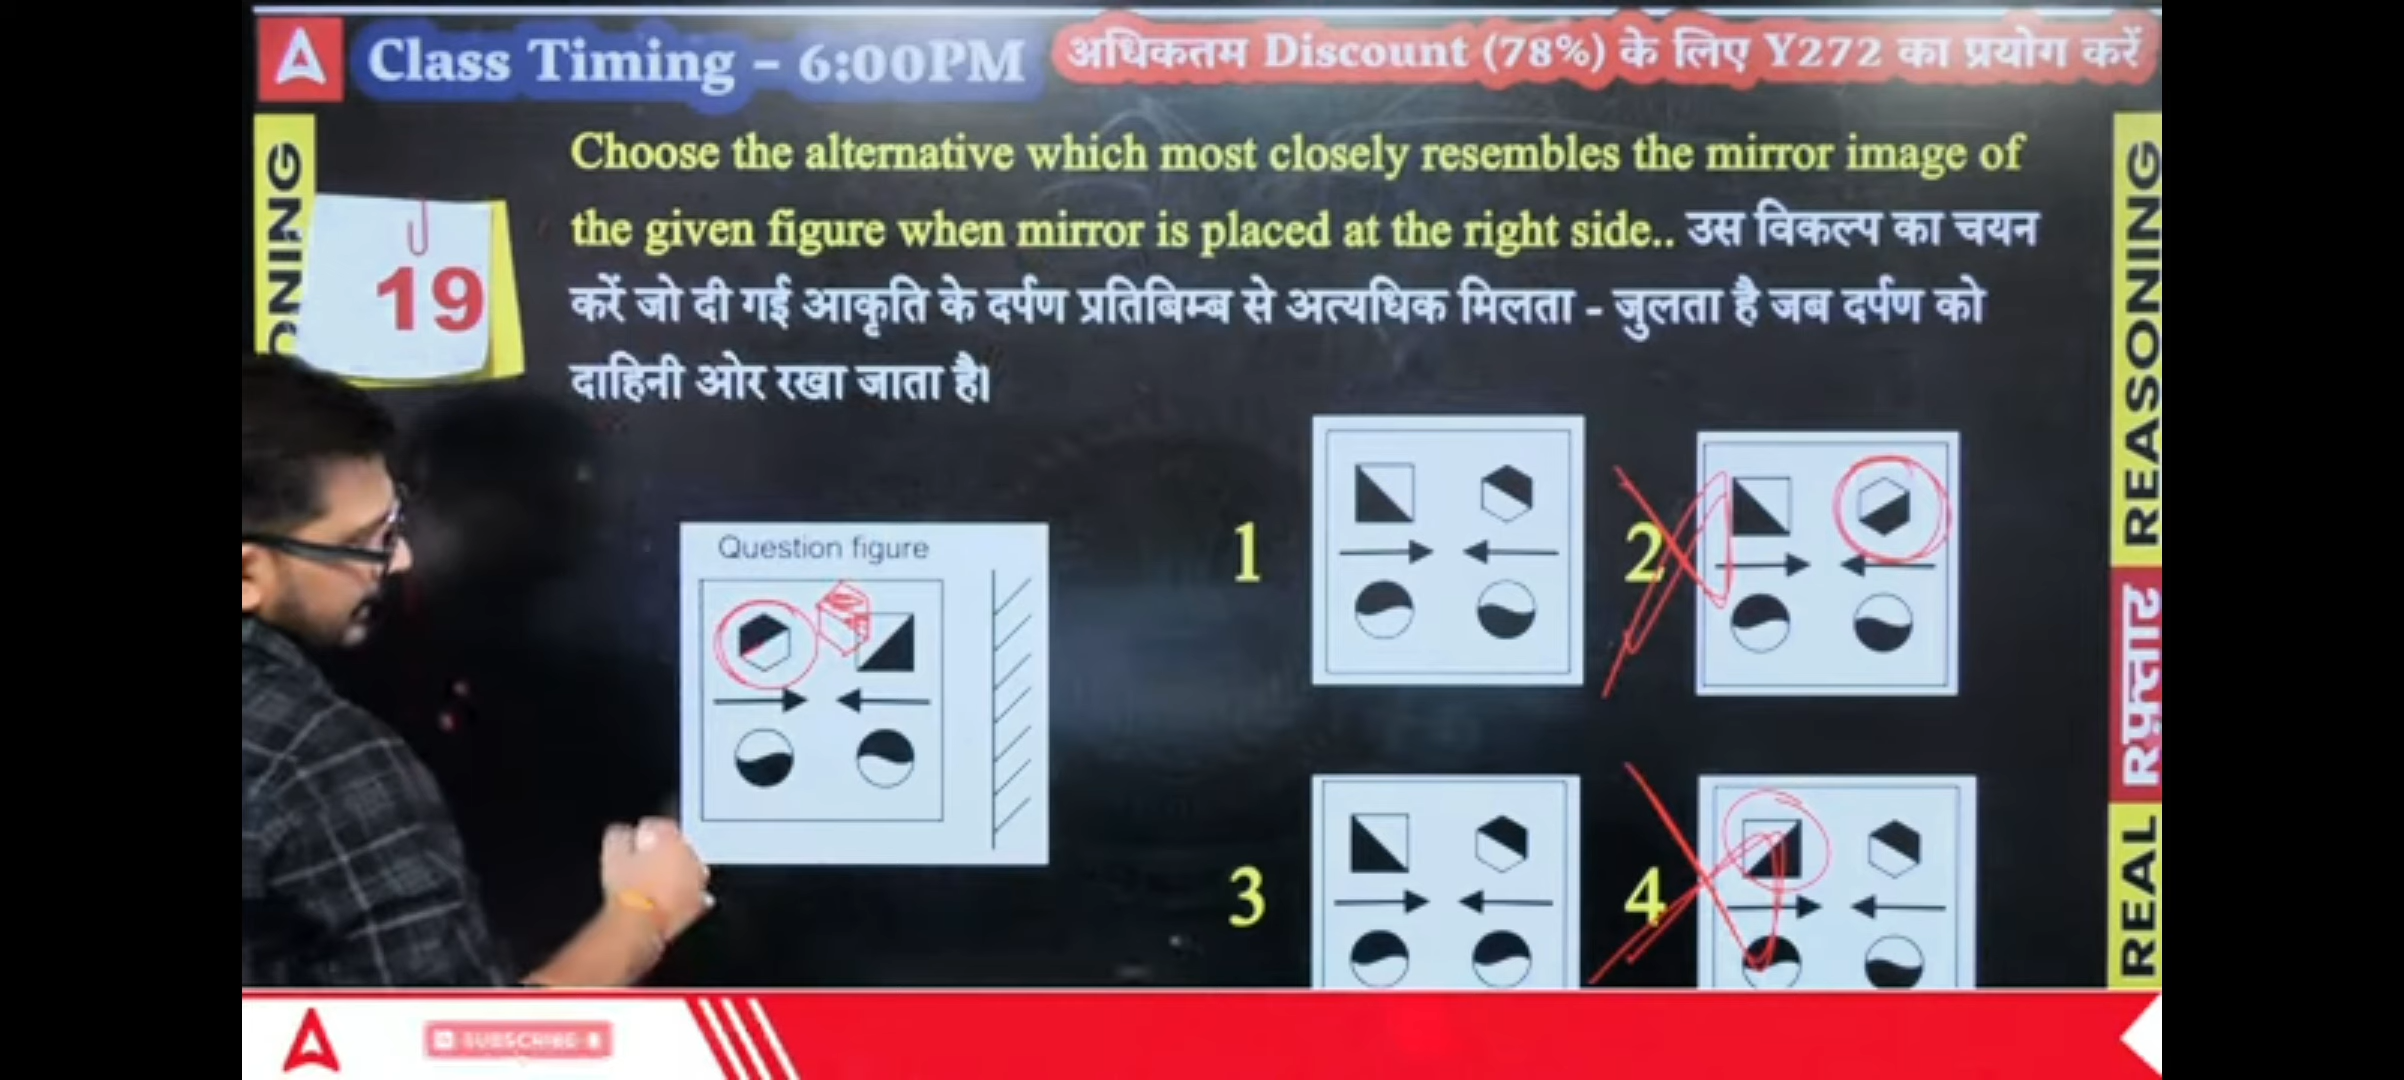 Class Timing – 6:00PM
अधिकतम Discount (78%) के लिए Y272 का प्रयोग करें
19
Choose the alternative which most closely resembles the mirror image of
the given figure when mirror is placed at the right side.. उस विकल्प का चयन
करें जो दी गई आकृति के दर्पण प्रतिबिम्ब से अत्यधिक मिलता - जुलता है जब दर्पण को
दाहिनी ओर रखा जाता है।
Question figure
1
2
3
4
ONING
REASONING
रफ़्तार
REAL
SUBSCRIBE